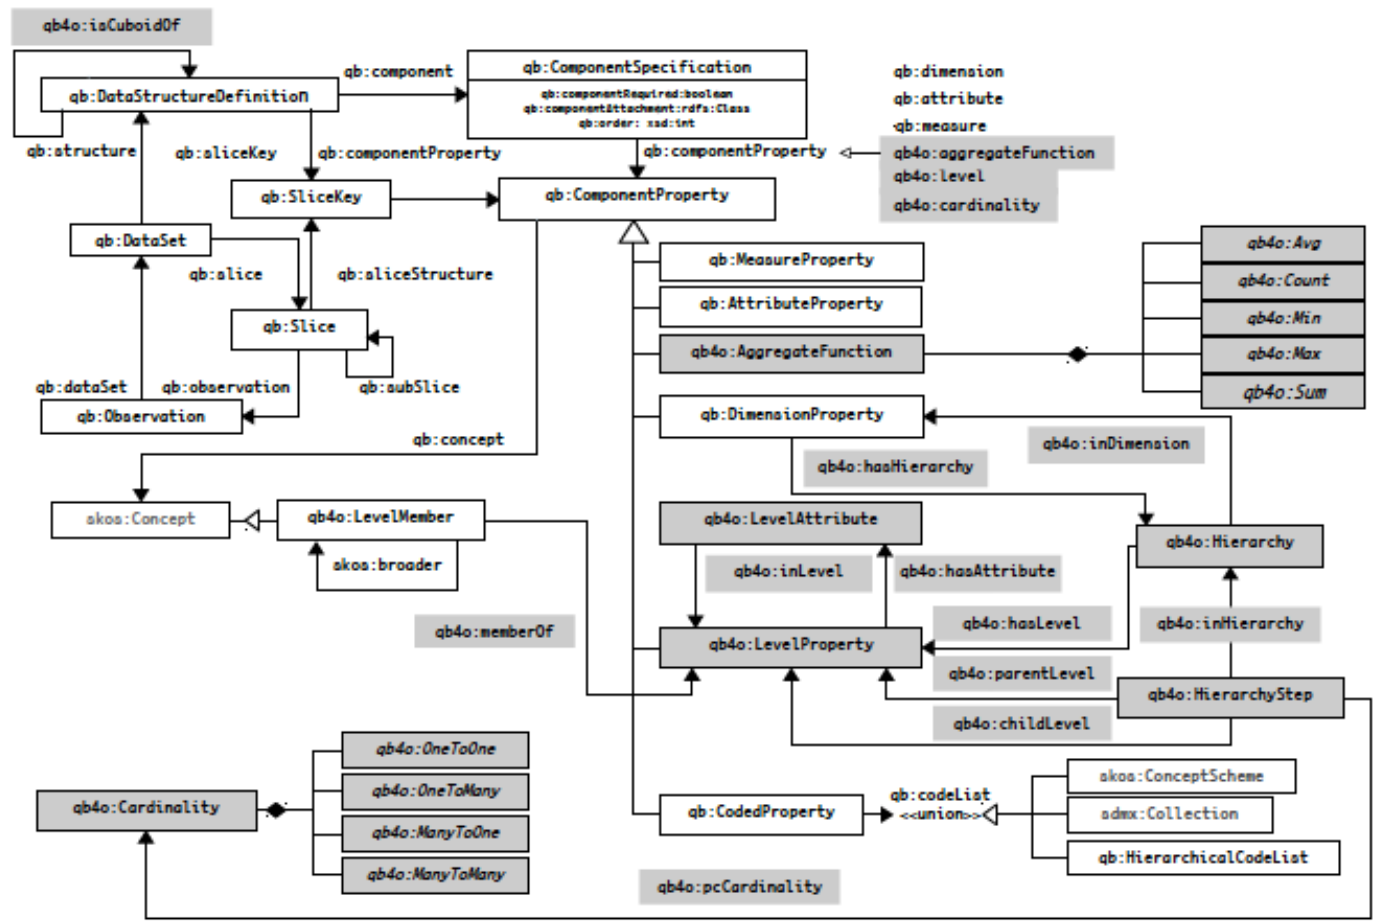 qb4o:isCuboidOf
qb:component
qb:ComponentSpecification
qb:componentRequired:boolean
qb:componentAttachment:rdfs:Class
qb:order: xsd:int
qb:dimension
qb:attribute
qb:measure
qb4o:aggregateFunction
qb4o:level
qb4o:cardinality
qb:DataStructureDefinition
qb:structure
qb:sliceKey
qb:componentProperty
qb:componentProperty
qb:SliceKey
qb:ComponentProperty
qb:DataSet
qb:slice
qb:sliceStructure
qb:MeasureProperty
qb:AttributeProperty
qb4o:AggregateFunction
qb4o:Avg
qb4o:Count
qb4o:Min
qb4o:Max
qb4o:Sum
qb:Slice
qb:subSlice
qb:dataSet
qb:observation
qb:Observation
qb:concept
qb:DimensionProperty
qb4o:inDimension
qb4o:hasHierarchy
skos:Concept
qb4o:LevelMember
skos:broader
qb4o:LevelAttribute
qb4o:Hierarchy
qb4o:inLevel
qb4o:hasAttribute
qb4o:memberOf
qb4o:hasLevel
qb4o:inHierarchy
qb4o:LevelProperty
qb4o:parentLevel
qb4o:HierarchyStep
qb4o:childLevel
qb4o:OneToOne
qb4o:OneToMany
qb4o:ManyToOne
qb4o:ManyToMany
qb4o:Cardinality
qb:CodedProperty
qb:codeList
<<union>>
skos:ConceptScheme
sdmx:Collection
qb:HierarchicalCodeList
qb4o:pcCardinality